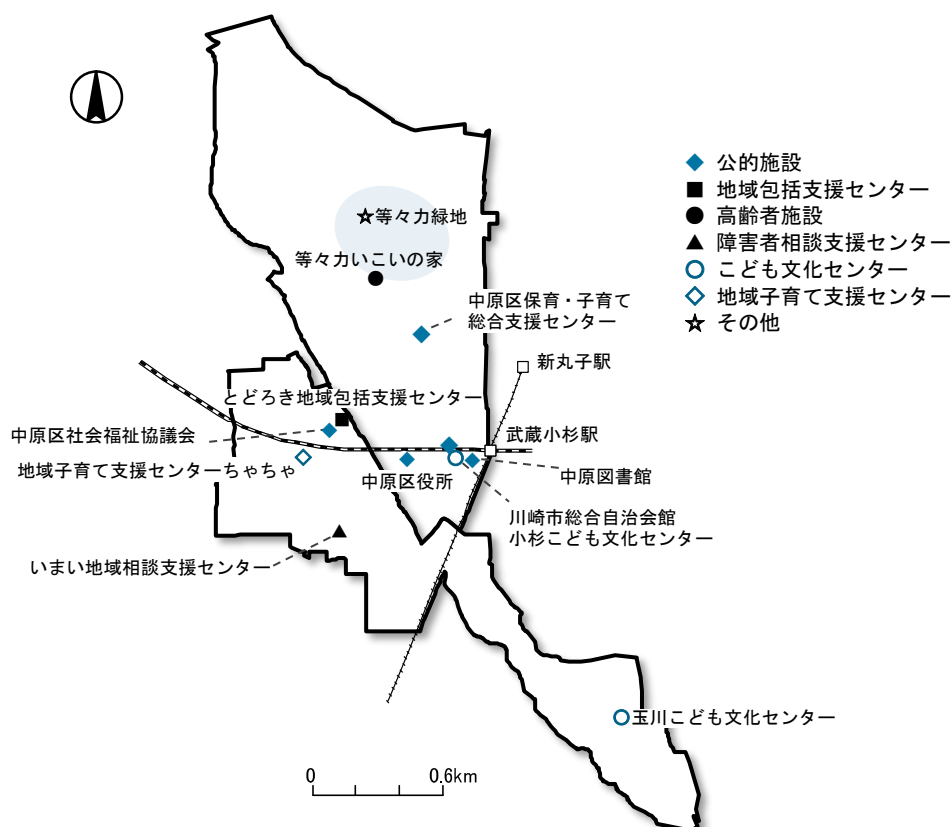 公的施設
地域包括支援センター
高齢者施設
障害者相談支援センター
こども文化センター
地域子育て支援センター
その他
等々力緑地
等々力いこいの家
中原区保育・子育て
総合支援センター
新丸子駅
とどろき地域包括支援センター
中原区社会福祉協議会
武蔵小杉駅
地域子育て支援センターちゃちゃ
中原区役所
中原図書館
川崎市総合自治会館
小杉こども文化センター
いまい地域相談支援センター
玉川こども文化センター
0 0.6km